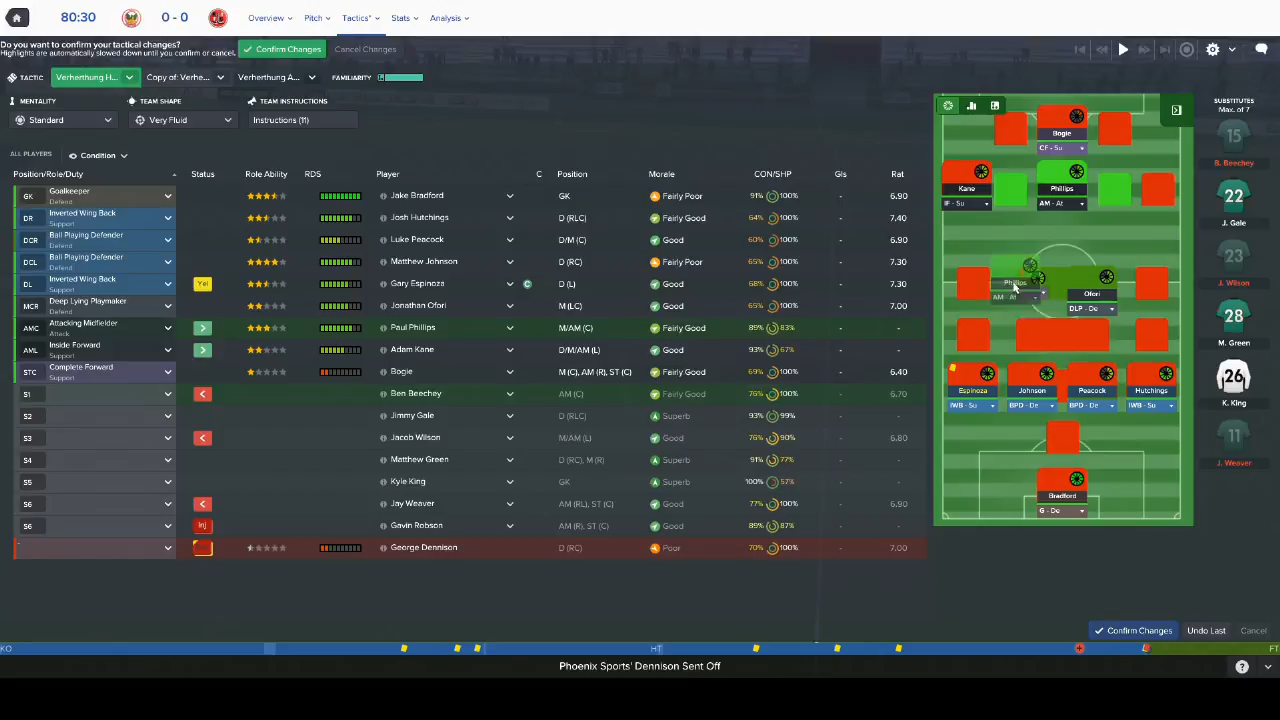 80:30 0 - 0 Overview Pitch Tactics* Stats Analysis
Do you want to confirm your tactical changes?
Highlights are automatically slowed down until you confirm or cancel.
Confirm Changes Cancel Changes
TACTIC Verherthung H... Copy of: Verhe... Verherthung A... FAMILIARITY
MENTALITY TEAM SHAPE TEAM INSTRUCTIONS
Standard Very Fluid Instructions (11)
ALL PLAYERS Condition
Position/Role/Duty Status Role Ability RDS Player C Position Morale CON/SHP Gls Rat
GK Goalkeeper Defend Jake Bradford GK Fairly Poor 91% 100% - 6.90
DR Inverted Wing Back Support Josh Hutchings D (RLC) Fairly Good 64% 100% - 7.40
DCR Ball Playing Defender Defend Luke Peacock D/M (C) Good 60% 100% - 6.90
DCL Ball Playing Defender Defend Matthew Johnson D (RC) Fairly Poor 65% 100% - 7.30
DL Inverted Wing Back Support Yel Gary Espinoza C D (L) Good 68% 100% - 7.30
MCR Deep Lying Playmaker Defend Jonathan Ofori M (LC) Good 65% 100% - 7.00
AMC Attacking Midfielder Attack Paul Phillips M/AM (C) Fairly Good 89% 83% - -
AML Inside Forward Support Adam Kane D/M/AM (L) Good 93% 67% - -
STC Complete Forward Support Bogie M (C), AM (R), ST (C) Fairly Good 69% 100% - 6.40
S1 Ben Beechey AM (C) Fairly Good 76% 100% - 6.70
S2 Jimmy Gale D (RLC) Superb 93% 99% - -
S3 Jacob Wilson M/AM (L) Good 76% 90% - 6.80
S4 Matthew Green D (RC), M (R) Superb 91% 77% - -
S5 Kyle King GK Superb 100% 57% - -
S6 Jay Weaver AM (RL), ST (C) Good 77% 100% - 6.90
S6 Inj Gavin Robson AM (R), ST (C) Good 89% 87% - -
- George Dennison D (RC) Poor 70% 100% - 7.00
Bogie
CF - Su
Kane Phillips
IF - Su AM - At
Phillips Ofori
AM - At DLP - De
Espinoza Johnson Peacock Hutchings
IWB - Su BPD - De BPD - De IWB - Su
Bradford
G - De
SUBSTITUTES
Max. of 7
15
B. Beechey
22
J. Gale
23
J. Wilson
28
M. Green
26
K. King
11
J. Weaver
Confirm Changes Undo Last Cancel
KO HT FT
Phoenix Sports' Dennison Sent Off
?